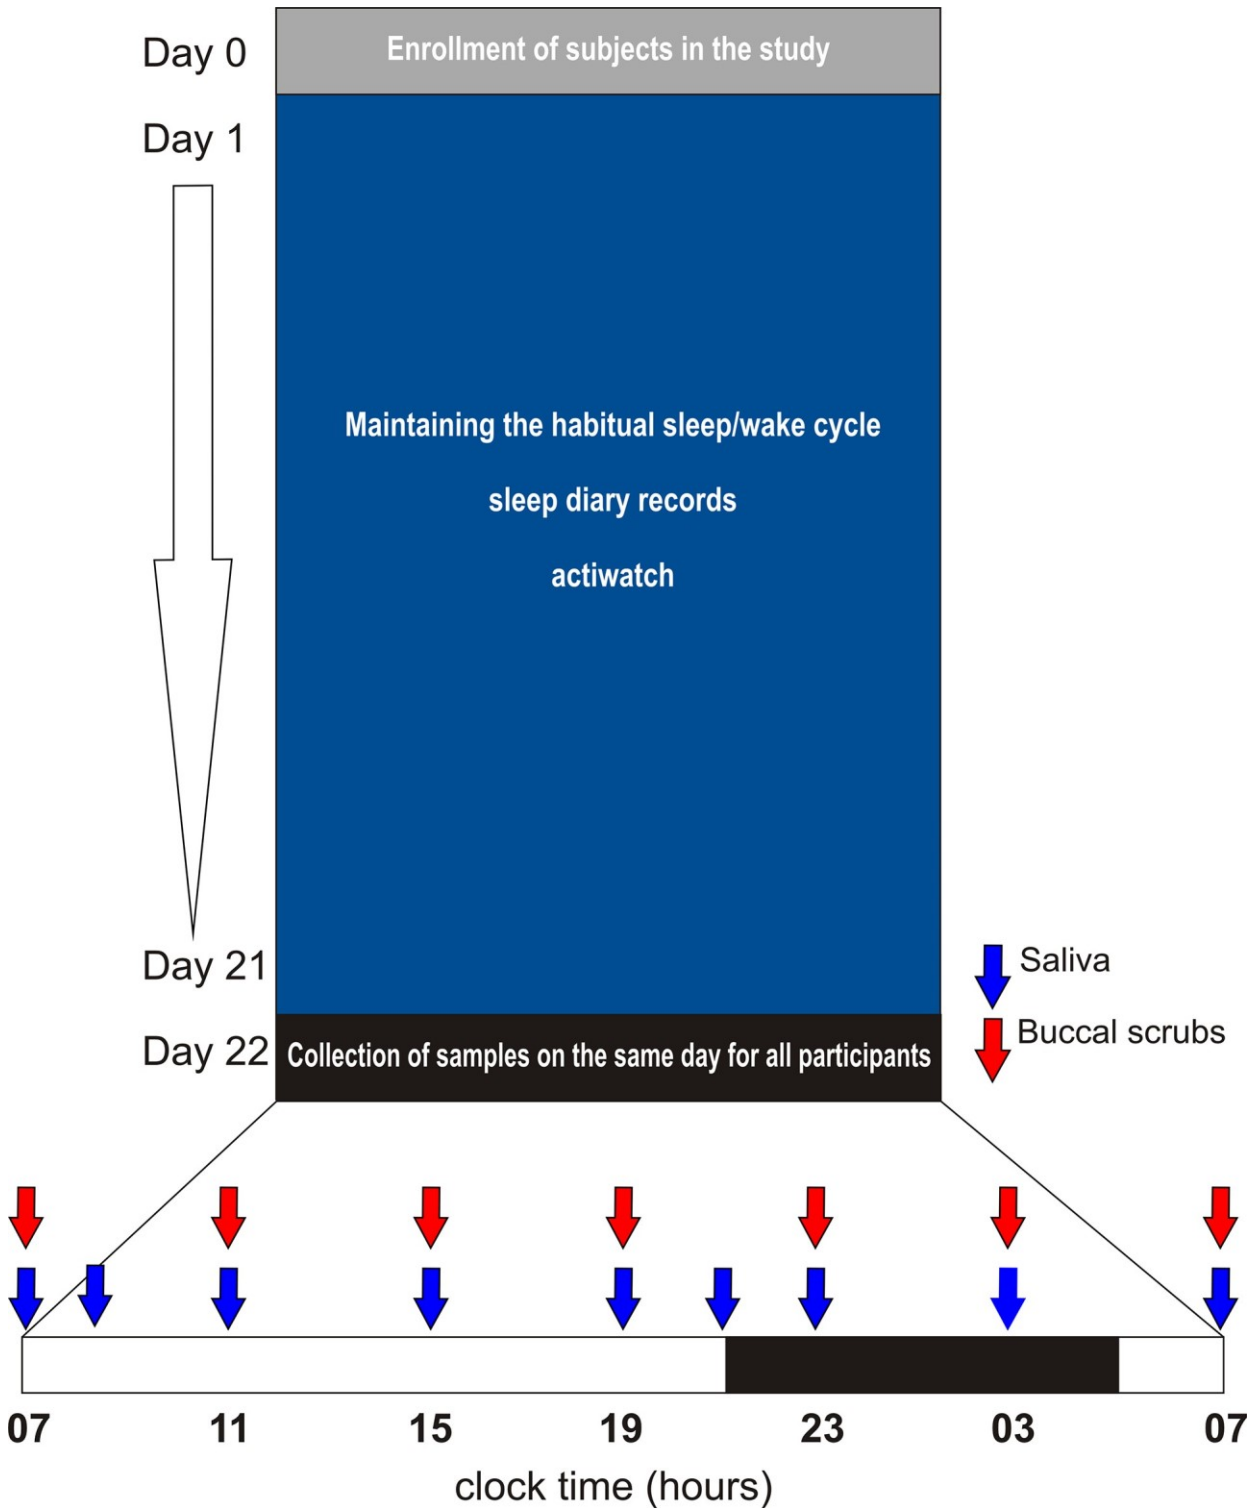 Day 0
Enrollment of subjects in the study
Day 1
Maintaining the habitual sleep/wake cycle
sleep diary records
actiwatch
Day 21
Saliva
Buccal scrubs
Day 22
Collection of samples on the same day for all participants
07 11 15 19 23 03 07
clock time (hours)